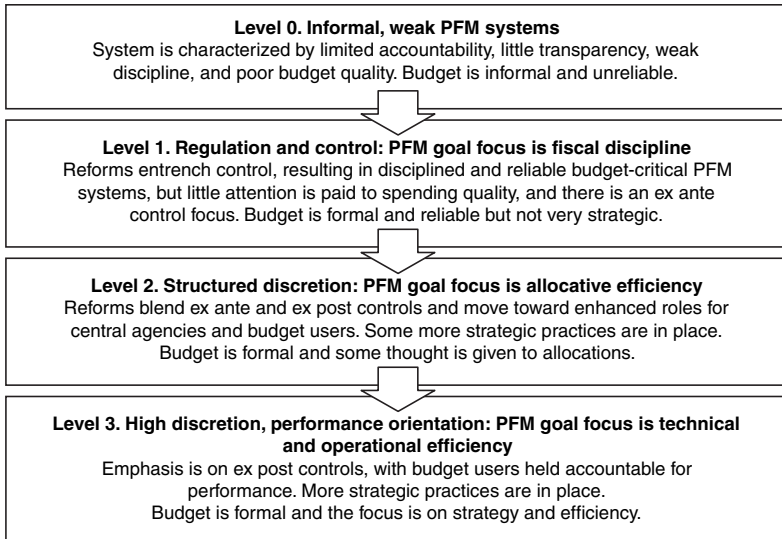 Level 0. Informal, weak PFM systems
System is characterized by limited accountability, little transparency, weak
discipline, and poor budget quality. Budget is informal and unreliable.
Level 1. Regulation and control: PFM goal focus is fiscal discipline
Reforms entrench control, resulting in disciplined and reliable budget-critical PFM
systems, but little attention is paid to spending quality, and there is an ex ante
control focus. Budget is formal and reliable but not very strategic.
Level 2. Structured discretion: PFM goal focus is allocative efficiency
Reforms blend ex ante and ex post controls and move toward enhanced roles for
central agencies and budget users. Some more strategic practices are in place.
Budget is formal and some thought is given to allocations.
Level 3. High discretion, performance orientation: PFM goal focus is technical
and operational efficiency
Emphasis is on ex post controls, with budget users held accountable for
performance. More strategic practices are in place.
Budget is formal and the focus is on strategy and efficiency.